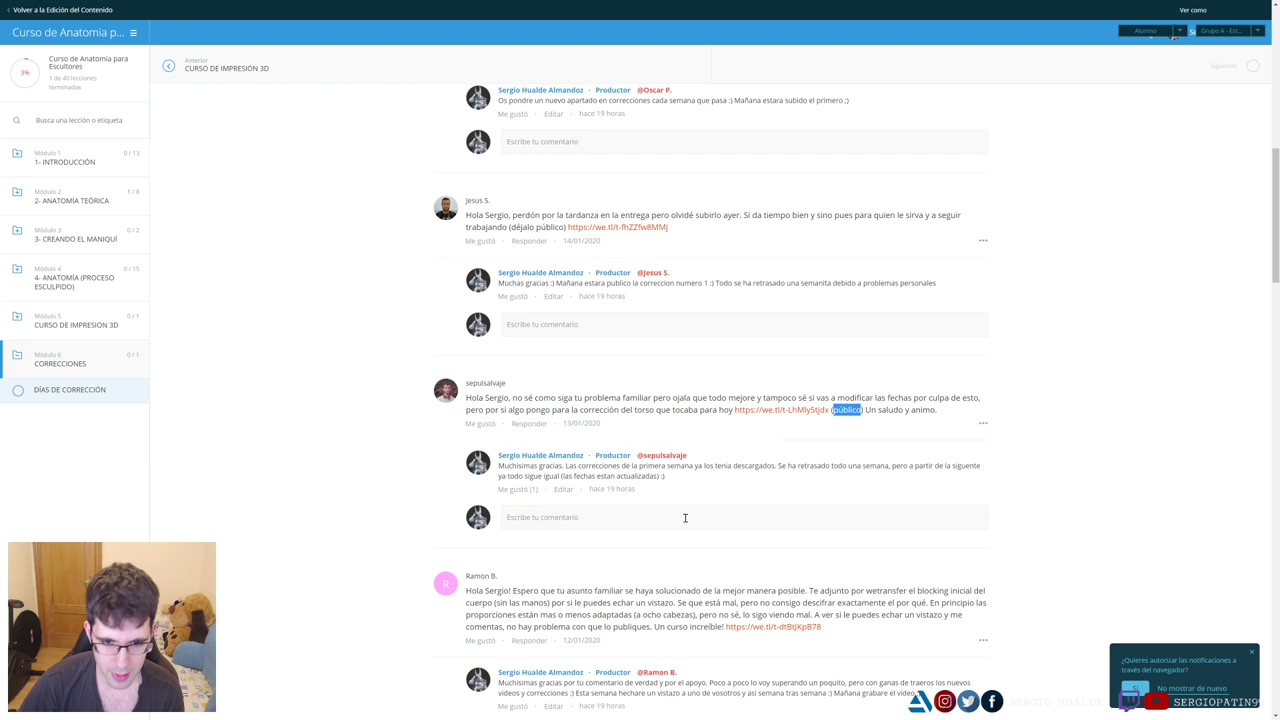 Volver a la Edición del Contenido
Ver como
Curso de Anatomia p...
Alumno
Grupo A - Est...
Anterior
CURSO DE IMPRESIÓN 3D
Siguiente
3%
Curso de Anatomia para Escultores
1 de 40 lecciones terminadas
Busca una lección o etiqueta
Módulo 1 0 / 13
1- INTRODUCCIÓN
Módulo 2 1 / 8
2- ANATOMÍA TEÓRICA
Módulo 3 0 / 2
3- CREANDO EL MANIQUÍ
Módulo 4 0 / 15
4- ANATOMÍA (PROCESO ESCULPIDO)
Módulo 5 0 / 1
CURSO DE IMPRESION 3D
Módulo 6 0 / 1
CORRECCIONES
DÍAS DE CORRECCIÓN
Sergio Hualde Almandoz · Productor @Oscar P.
Os pondre un nuevo apartado en correcciones cada semana que pasa :) Mañana estara subido el primero ;)
Me gustó · Editar · hace 19 horas
Escribe tu comentario
Jesus S.
Hola Sergio, perdón por la tardanza en la entrega pero olvidé subirlo ayer. Si da tiempo bien y sino pues para quien le sirva y a seguir
trabajando (déjalo público) https://we.tl/t-fhZZfw8MMj
Me gustó · Responder · 14/01/2020
Sergio Hualde Almandoz · Productor @Jesus S.
Muchas gracias :) Mañana estara publico la correccion numero 1 :) Todo se ha retrasado una semanita debido a problemas personales
Me gustó · Editar · hace 19 horas
Escribe tu comentario
sepulsalvaje
Hola Sergio, no sé como siga tu problema familiar pero ojala que todo mejore y tampoco sé si vas a modificar las fechas por culpa de esto,
pero por si algo pongo para la corrección del torso que tocaba para hoy https://we.tl/t-LhMIy5tjdx (público) Un saludo y animo.
Me gustó · Responder · 13/01/2020
Sergio Hualde Almandoz · Productor @sepulsalvaje
Muchisimas gracias. Las correcciones de la primera semana ya los tenia descargados. Se ha retrasado todo una semana, pero a partir de la siguente
ya todo sigue igual (las fechas estan actualizadas) :)
Me gustó (1) · Editar · hace 19 horas
Escribe tu comentario
R
Ramon B.
Hola Sergio! Espero que tu asunto familiar se haya solucionado de la mejor manera posible. Te adjunto por wetransfer el blocking inicial del
cuerpo (sin las manos) por si le puedes echar un vistazo. Se que está mal, pero no consigo descifrar exactamente el por qué. En principio las
proporciones están mas o menos adaptadas (a ocho cabezas), pero no sé, lo sigo viendo mal. A ver si le puedes echar un vistazo y me
comentas, no hay problema con que lo publiques. Un curso increíble! https://we.tl/t-dtBtJKpB78
Me gustó · Responder · 12/01/2020
Sergio Hualde Almandoz · Productor @Ramon B.
Muchisimas gracias por tu comentario de verdad y por el apoyo. Poco a poco lo voy superando un poquito, pero con ganas de traeros los nuevos
videos y correcciones :) Esta semana hechare un vistazo a uno de vosotros y asi semana tras semana :) Mañana grabare el video
Me gustó · Editar · hace 19 horas
¿Quieres autorizar las notificaciones a
través del navegador?
No mostrar de nuevo
SERGIO HUALDE
SERGIOPATIN99